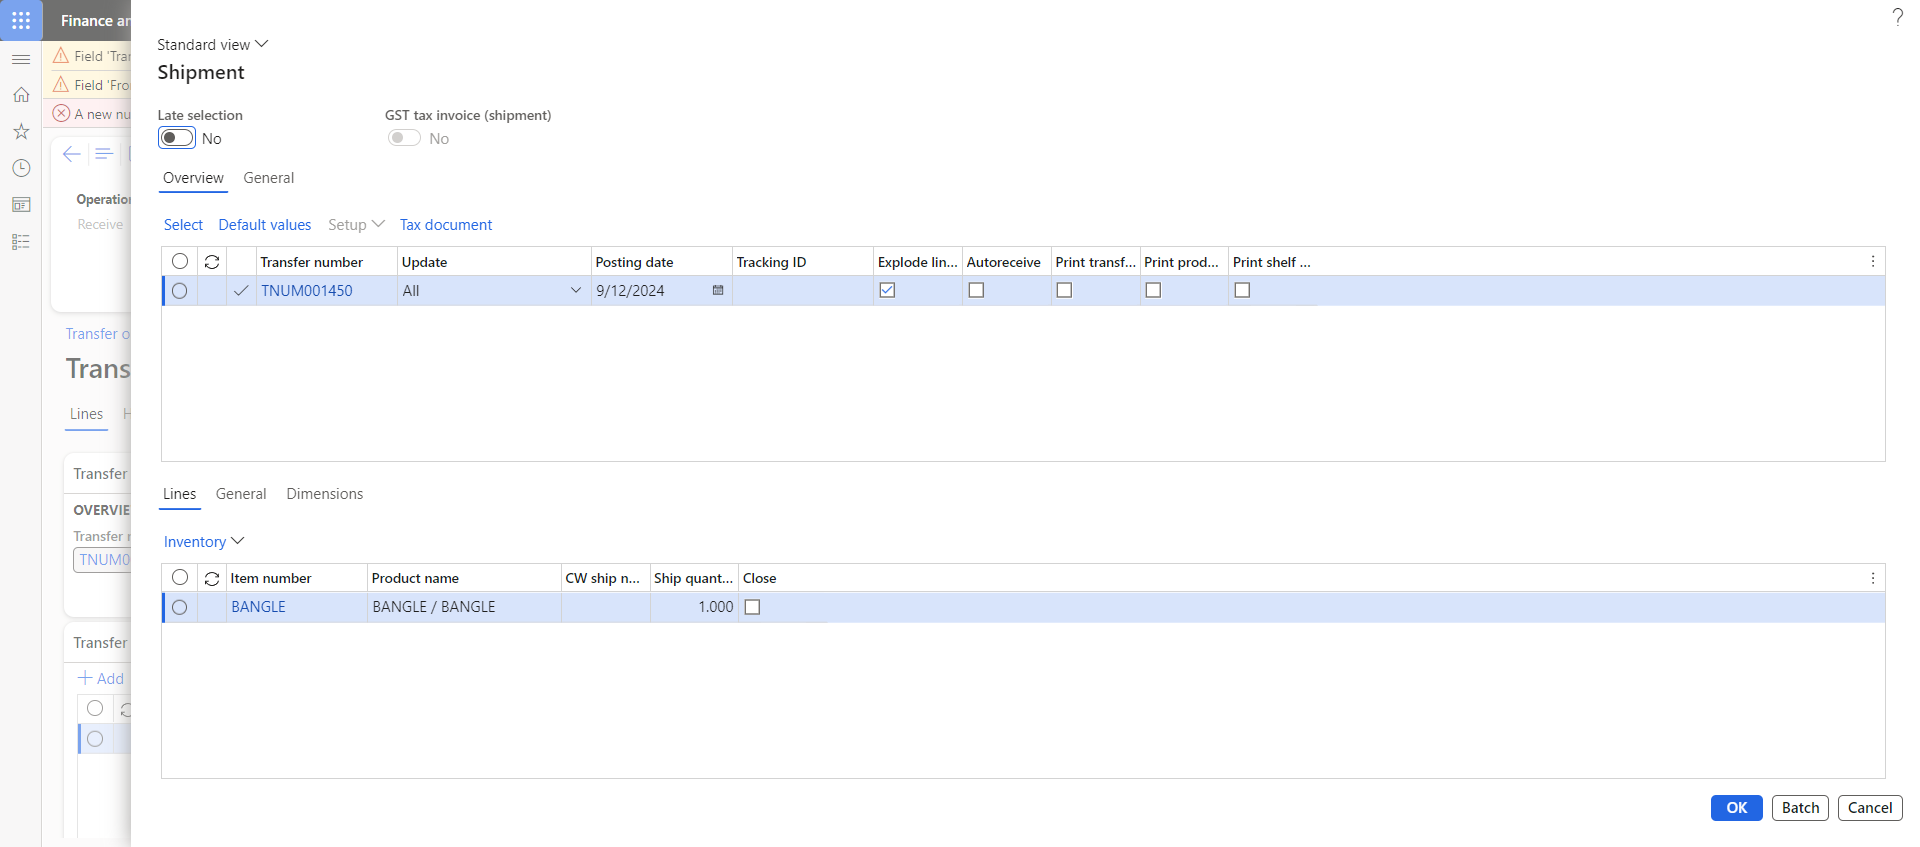 Finance an
?
Field 'Tran
Field 'Fro
A new nu
Operation
Receive
Transfer o
Trans
Lines H
Transfer
OVERVIE
Transfer r
TNUM0
Transfer
Add
Standard view
Shipment
Late selection GST tax invoice (shipment)
No No
Overview General
Select Default values Setup Tax document
Transfer number Update Posting date Tracking ID Explode lin... Autoreceive Print transf... Print prod... Print shelf ...
TNUM001450 All 9/12/2024
Lines General Dimensions
Inventory
Item number Product name CW ship n... Ship quant... Close
BANGLE BANGLE / BANGLE 1.000
OK Batch Cancel